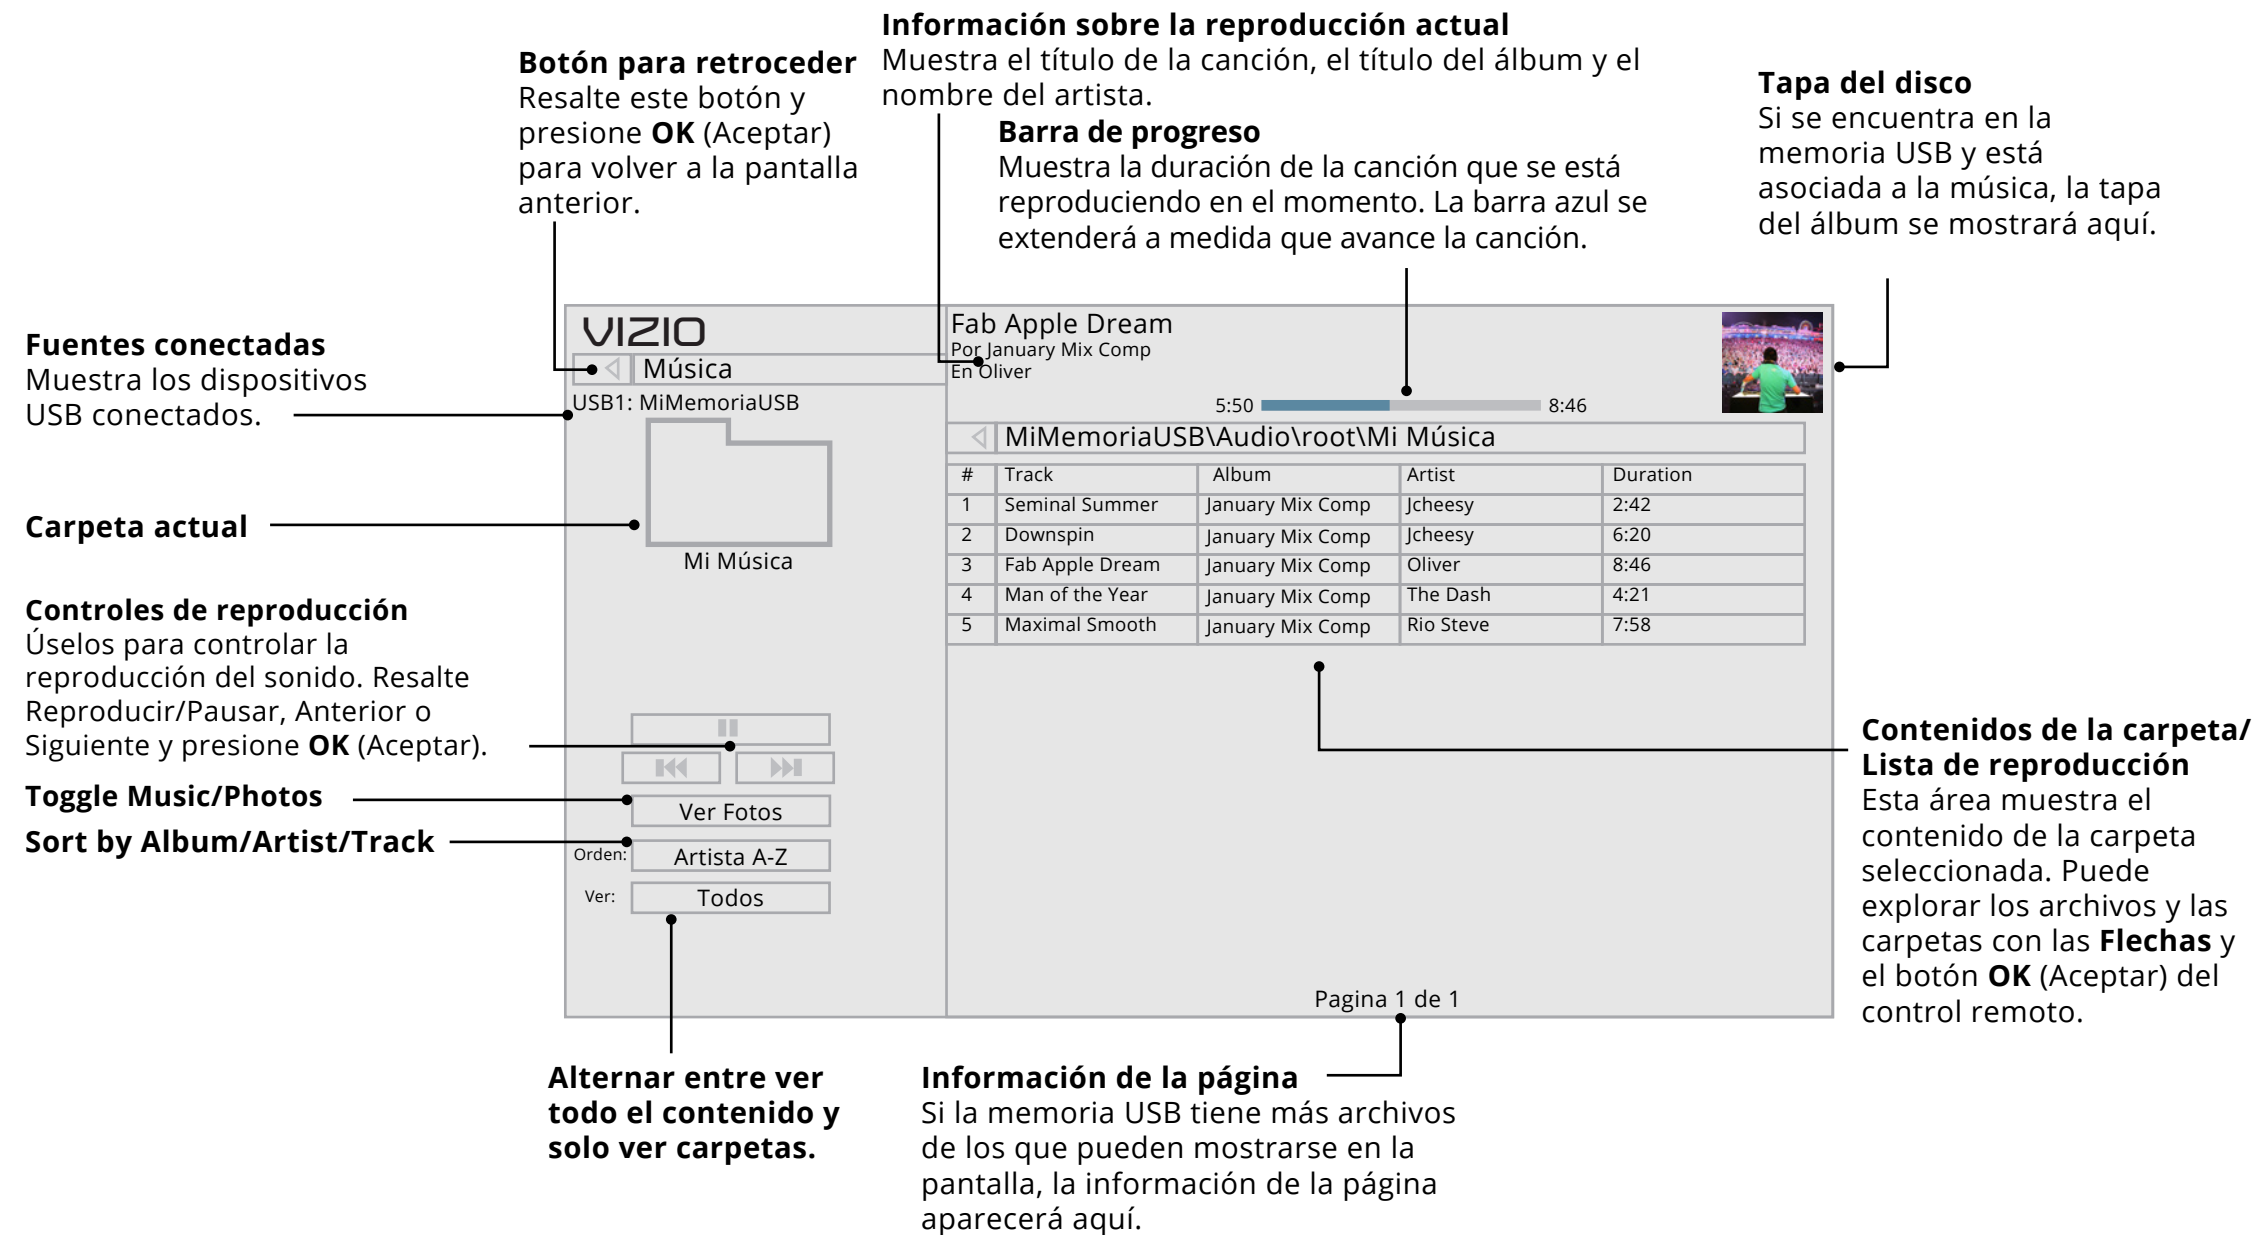 Información sobre la reproducción actual
Muestra el título de la canción, el título del álbum y el
nombre del artista.
Botón para retroceder
Resalte este botón y
presione OK (Aceptar)
para volver a la pantalla
anterior.
Barra de progreso
Muestra la duración de la canción que se está
reproduciendo en el momento. La barra azul se
extenderá a medida que avance la canción.
Tapa del disco
Si se encuentra en la
memoria USB y está
asociada a la música, la tapa
del álbum se mostrará aquí.
Fuentes conectadas
Muestra los dispositivos
USB conectados.
Carpeta actual
Controles de reproducción
Úselos para controlar la
reproducción del sonido. Resalte
Reproducir/Pausar, Anterior o
Siguiente y presione OK (Aceptar).
Toggle Music/Photos
Sort by Album/Artist/Track
VIZIO
Música
USB1: MiMemoriaUSB
Mi Música
Ver Fotos
Orden: Artista A-Z
Ver: Todos
Fab Apple Dream
Por January Mix Comp
En Oliver
5:50 8:46
MiMemoriaUSB\Audio\root\Mi Música
# Track Album Artist Duration
1 Seminal Summer January Mix Comp Jcheesy 2:42
2 Downspin January Mix Comp Jcheesy 6:20
3 Fab Apple Dream January Mix Comp Oliver 8:46
4 Man of the Year January Mix Comp The Dash 4:21
5 Maximal Smooth January Mix Comp Rio Steve 7:58
Pagina 1 de 1
Contenidos de la carpeta/
Lista de reproducción
Esta área muestra el
contenido de la carpeta
seleccionada. Puede
explorar los archivos y las
carpetas con las Flechas y
el botón OK (Aceptar) del
control remoto.
Alternar entre ver
todo el contenido y
solo ver carpetas.
Información de la página
Si la memoria USB tiene más archivos
de los que pueden mostrarse en la
pantalla, la información de la página
aparecerá aquí.